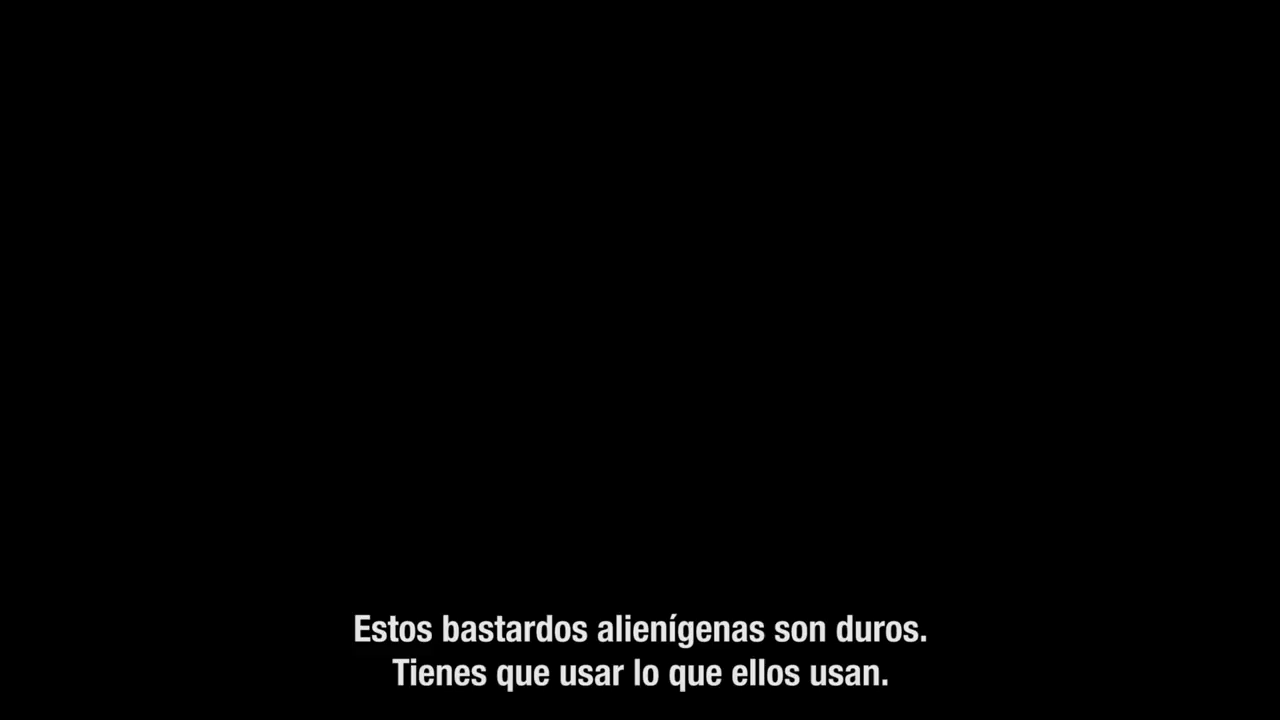 Estos bastardos alienígenas son duros.
Tienes que usar lo que ellos usan.